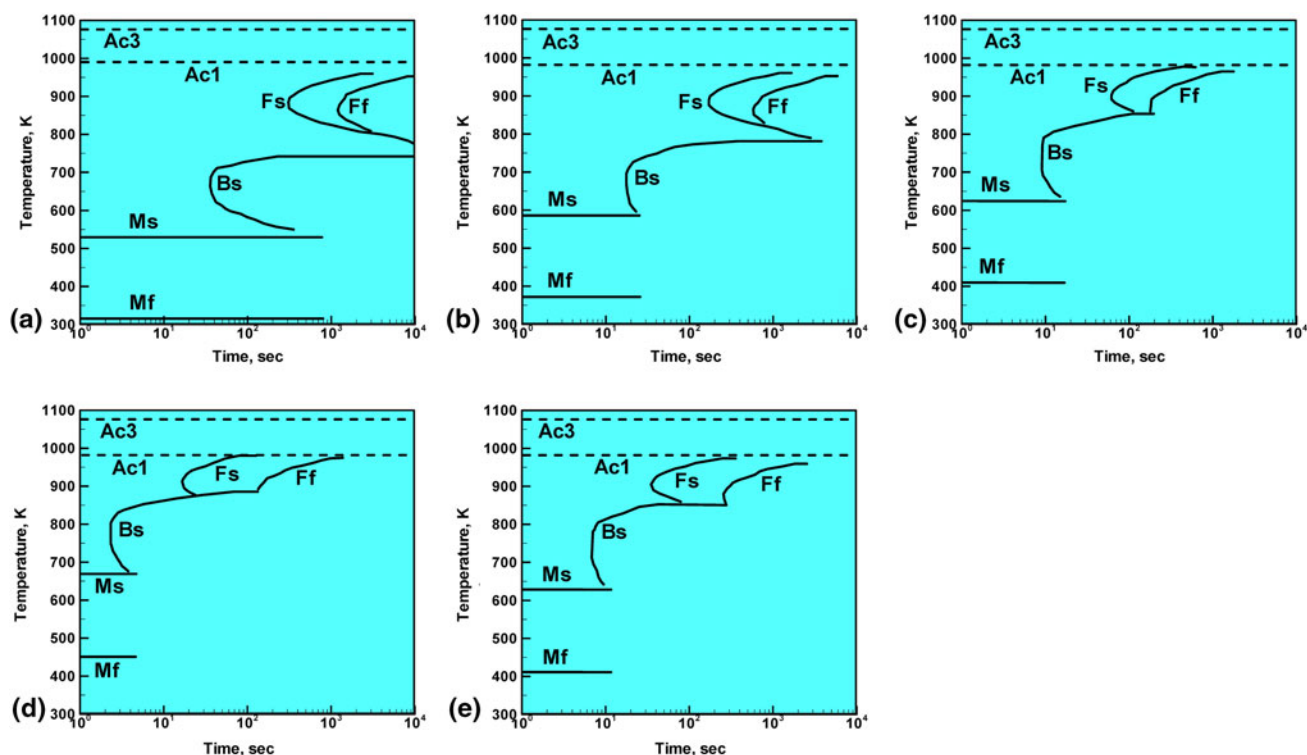 1100
1000
900
800
700
600
500
400
300
Temperature, K
Ac3
Ac1
Fs
Ff
Bs
Ms
Mf
(a)
10^0 10^1 10^2 10^3 10^4
Time, sec
1100
1000
900
800
700
600
500
400
300
Temperature, K
Ac3
Ac1
Fs
Ff
Bs
Ms
Mf
(b)
10^0 10^1 10^2 10^3 10^4
Time, sec
1100
1000
900
800
700
600
500
400
300
Temperature, K
Ac3
Ac1
Fs
Ff
Bs
Ms
Mf
(c)
10^0 10^1 10^2 10^3 10^4
Time, sec
1100
1000
900
800
700
600
500
400
300
Temperature, K
Ac3
Ac1
Fs
Ff
Bs
Ms
Mf
(d)
10^0 10^1 10^2 10^3 10^4
Time, sec
1100
1000
900
800
700
600
500
400
300
Temperature, K
Ac3
Ac1
Fs
Ff
Bs
Ms
Mf
(e)
10^0 10^1 10^2 10^3 10^4
Time, sec